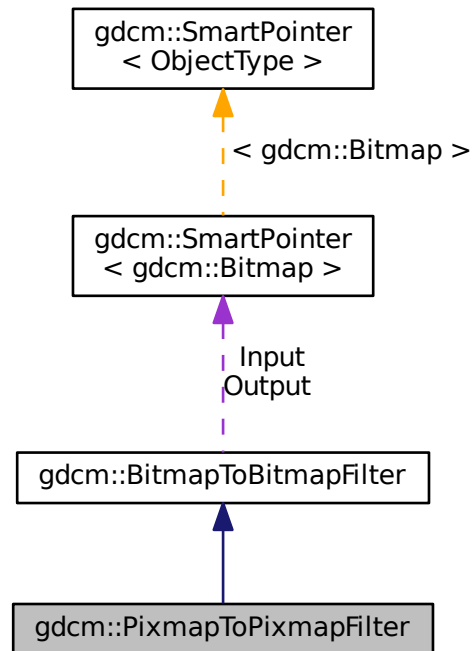 gdcm::SmartPointer
< ObjectType >
< gdcm::Bitmap >
gdcm::SmartPointer
< gdcm::Bitmap >
Input
Output
gdcm::BitmapToBitmapFilter
gdcm::PixmapToPixmapFilter